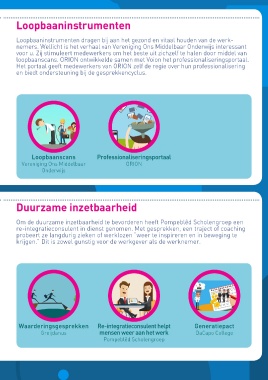 Loopbaaninstrumenten
Loopbaaninstrumenten dragen bij aan het gezond en vitaal houden van de werk-
nemers. Wellicht is het verhaal van Vereniging Ons Middelbaar Onderwijs interessant
voor u. Zij stimuleert medewerkers om het beste uit zichzelf te halen door middel van
loopbaanscans. ORION ontwikkelde samen met Voion het professionaliseringsportaal.
Het portaal geeft medewerkers van ORION zelf de regie over hun professionalisering
en biedt ondersteuning bij de gesprekkencyclus.
Loopbaanscans
Vereniging Ons Middelbaar
Onderwijs
Professionaliseringsportaal
ORION
Duurzame inzetbaarheid
Om de duurzame inzetbaarheid te bevorderen heeft Pompeblêd Scholengroep een
re-integratieconsulent in dienst genomen. Met gesprekken, een traject of coaching
probeert ze langdurig zieken of werklozen "weer te inspireren en in beweging te
krijgen." Dit is zowel gunstig voor de werkgever als de werknemer.
Waarderingsgesprekken
Re-integratieconsulent helpt
mensen weer aan het werk
Pompeblêd Scholengroep
Generatiepact
DaCapo College